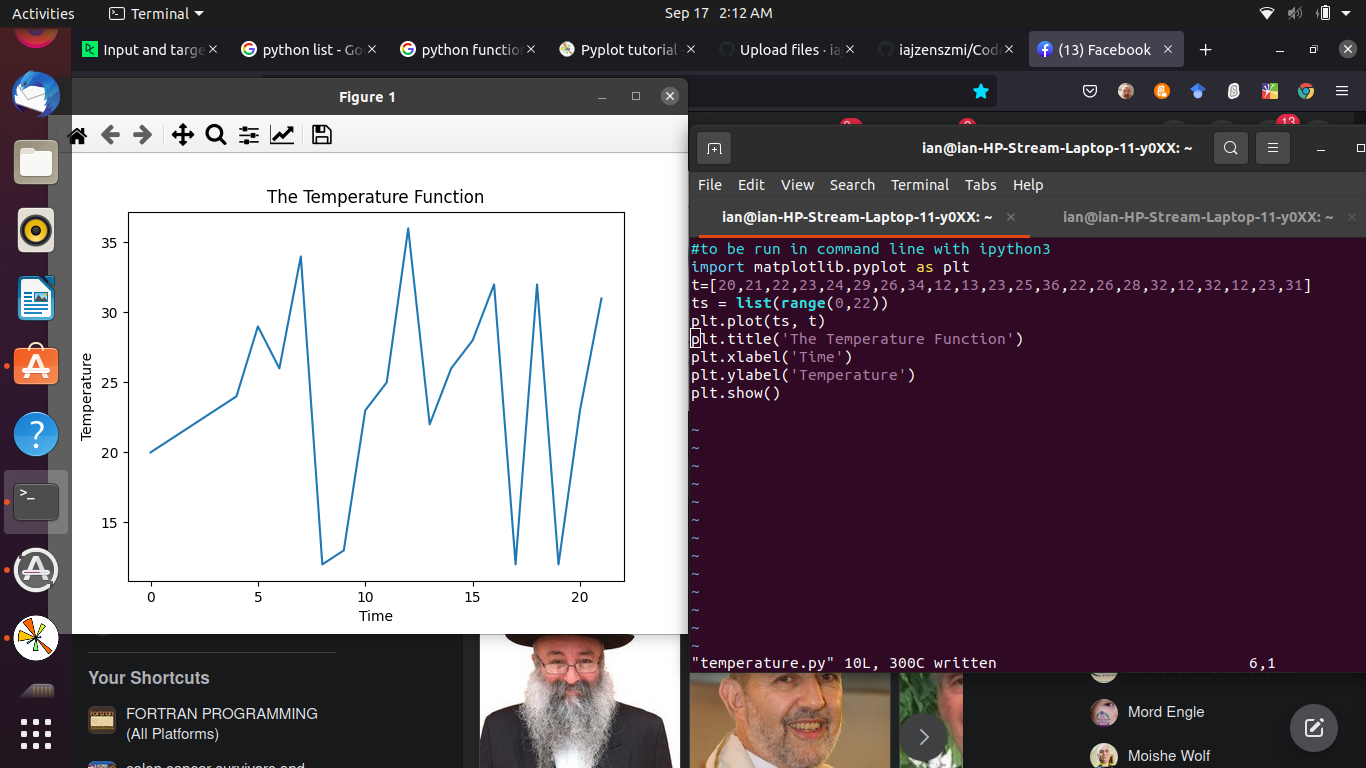 Activities
Terminal
Sep 17 2:12 AM
Input and targe
python list - Go
python function
Pyplot tutorial -
Upload files · iaj
iajzenszmi/Code
(13) Facebook
Figure 1
13
ian@ian-HP-Stream-Laptop-11-y0XX: ~
File Edit View Search Terminal Tabs Help
ian@ian-HP-Stream-Laptop-11-y0XX: ~
ian@ian-HP-Stream-Laptop-11-y0XX: ~
The Temperature Function
35
30
25
20
15
Temperature
0 5 10 15 20
Time
#to be run in command line with ipython3
import matplotlib.pyplot as plt
t=[20,21,22,23,24,29,26,34,12,13,23,25,36,22,26,28,32,12,32,12,23,31]
ts = list(range(0,22))
plt.plot(ts, t)
plt.title('The Temperature Function')
plt.xlabel('Time')
plt.ylabel('Temperature')
plt.show()
~
~
~
~
~
~
~
~
~
~
~
~
~
"temperature.py" 10L, 300C written 6,1
Your Shortcuts
FORTRAN PROGRAMMING
(All Platforms)
colon cancer survivors and
Mord Engle
Moishe Wolf